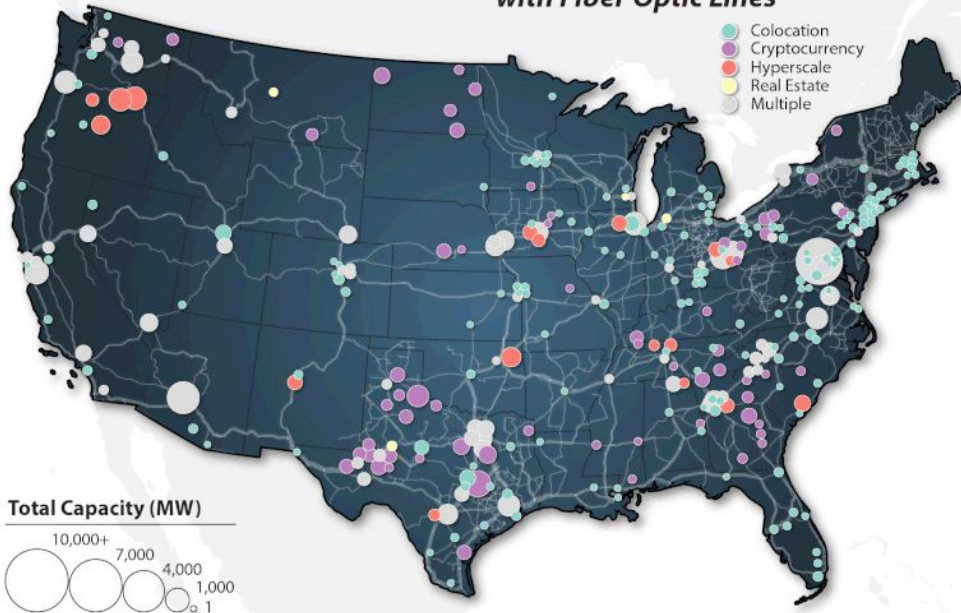 with Fiber Optic Lines
Colocation
Cryptocurrency
Hyperscale
Real Estate
Multiple
Total Capacity (MW)
10,000+
7,000
4,000
1,000
1